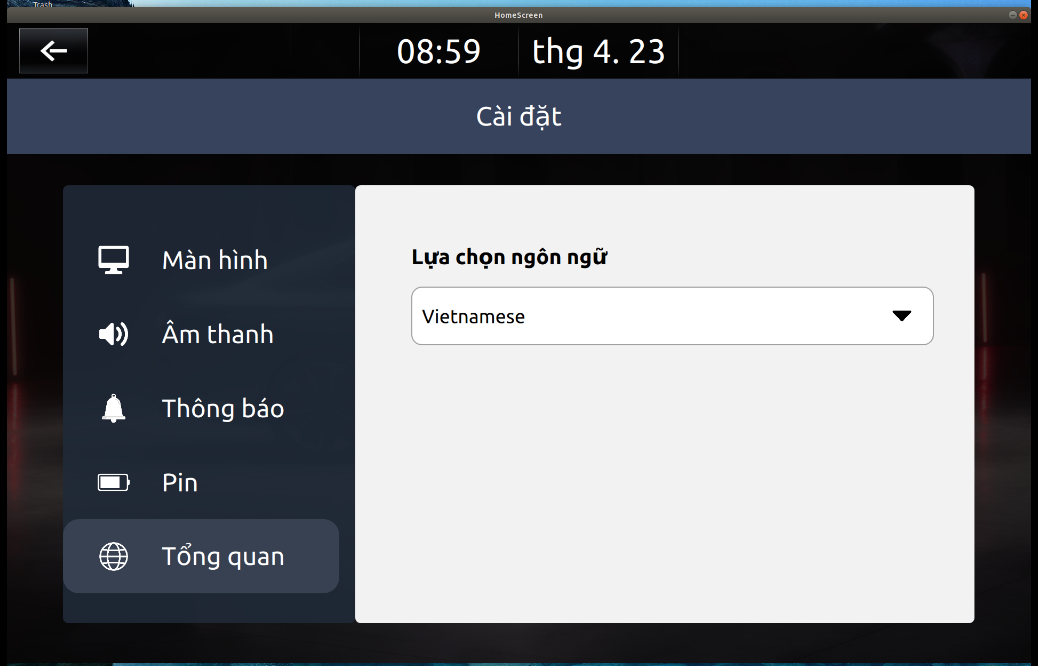 Trash
HomeScreen
08:59 thg 4. 23
Cài đặt
Màn hình
Âm thanh
Thông báo
Pin
Tổng quan
Lựa chọn ngôn ngữ
Vietnamese